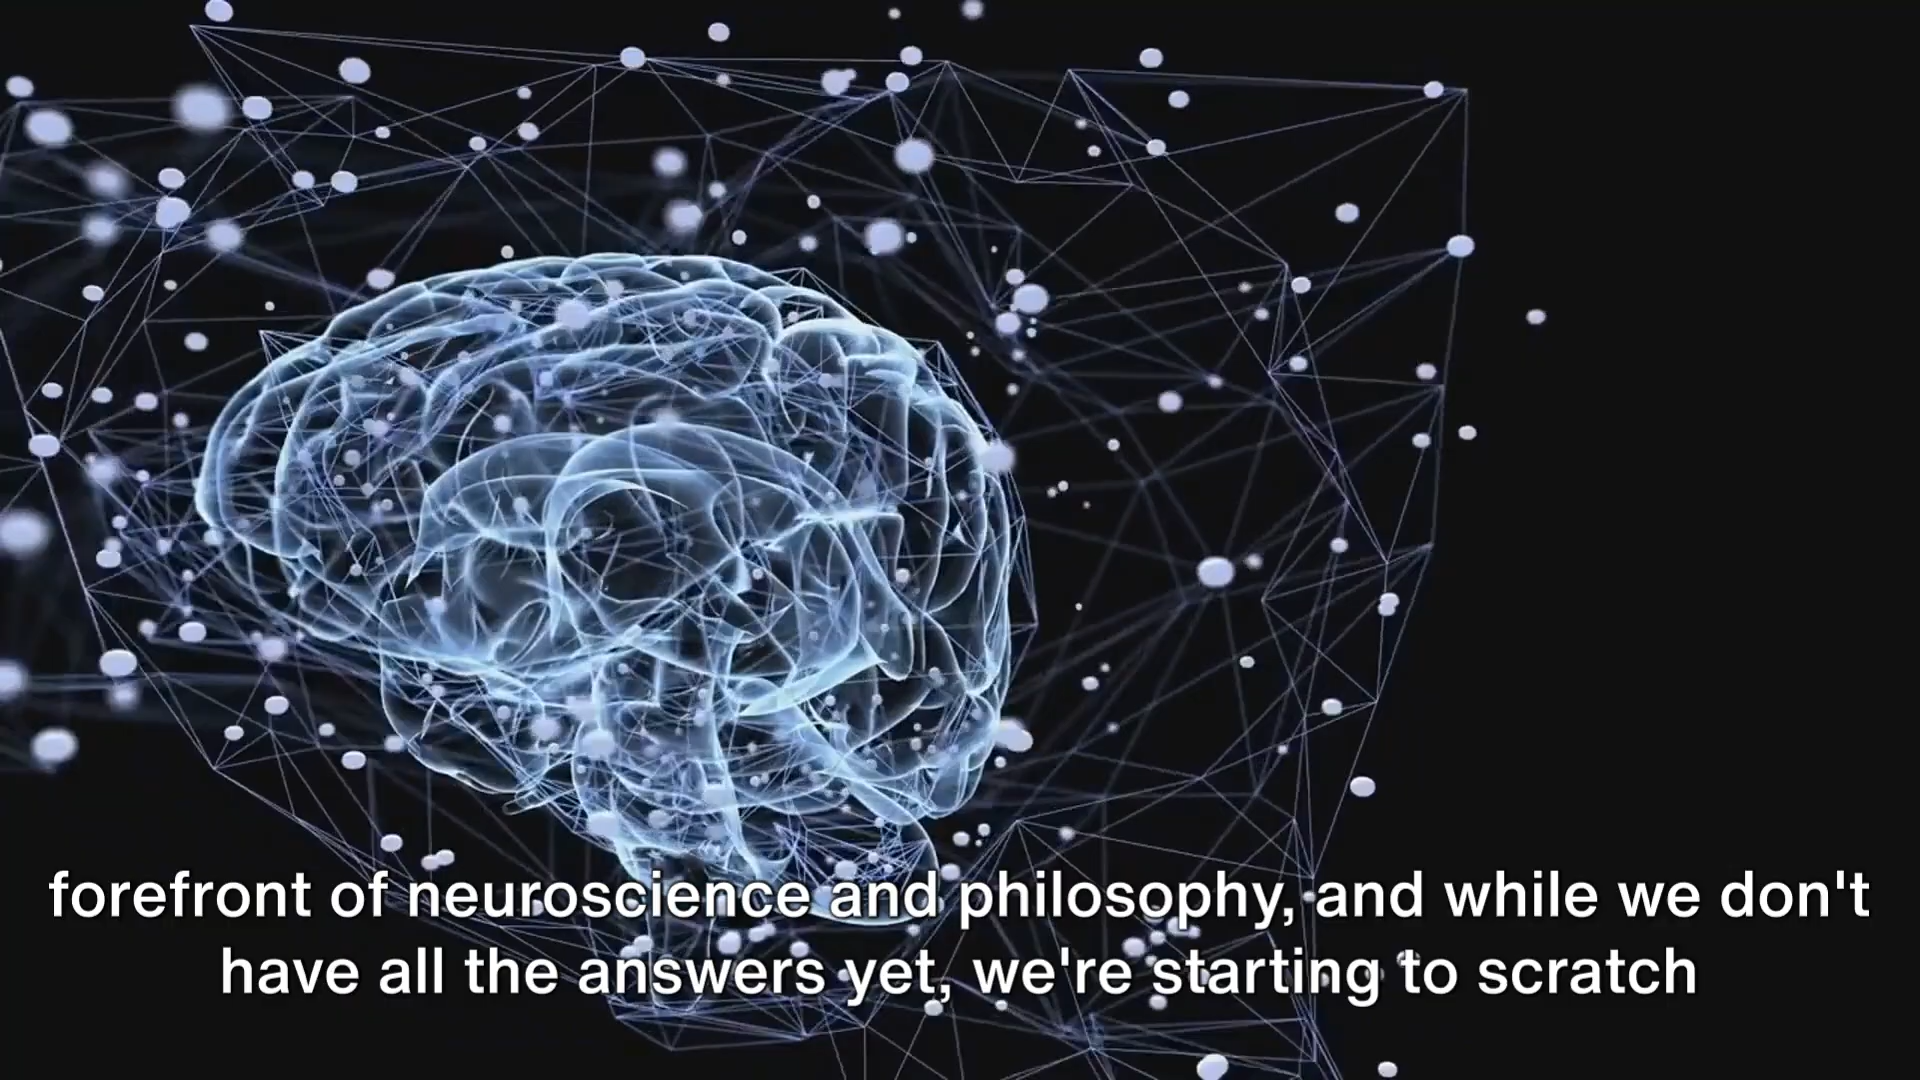 forefront of neuroscience and philosophy, and while we don't
have all the answers yet, we're starting to scratch